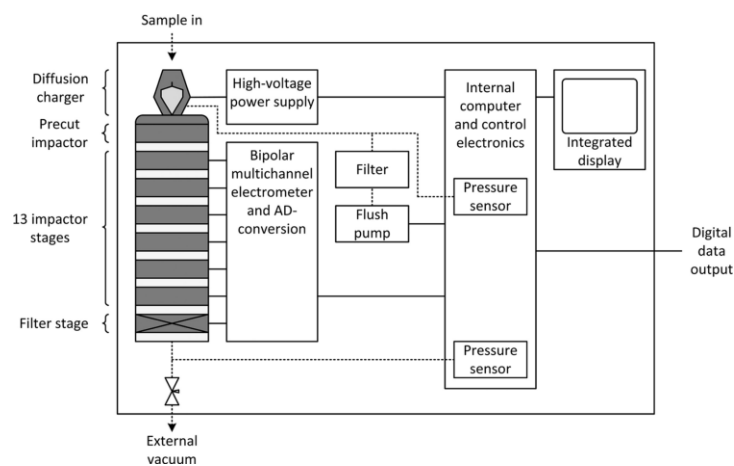 Sample in
Diffusion
charger
Precut
impactor
13 impactor
stages
Filter stage
High-voltage
power supply
Bipolar
multichannel
electrometer
and AD-
conversion
Filter
Flush
pump
Internal
computer
and control
electronics
Pressure
sensor
Pressure
sensor
Integrated
display
Digital
data
output
External
vacuum